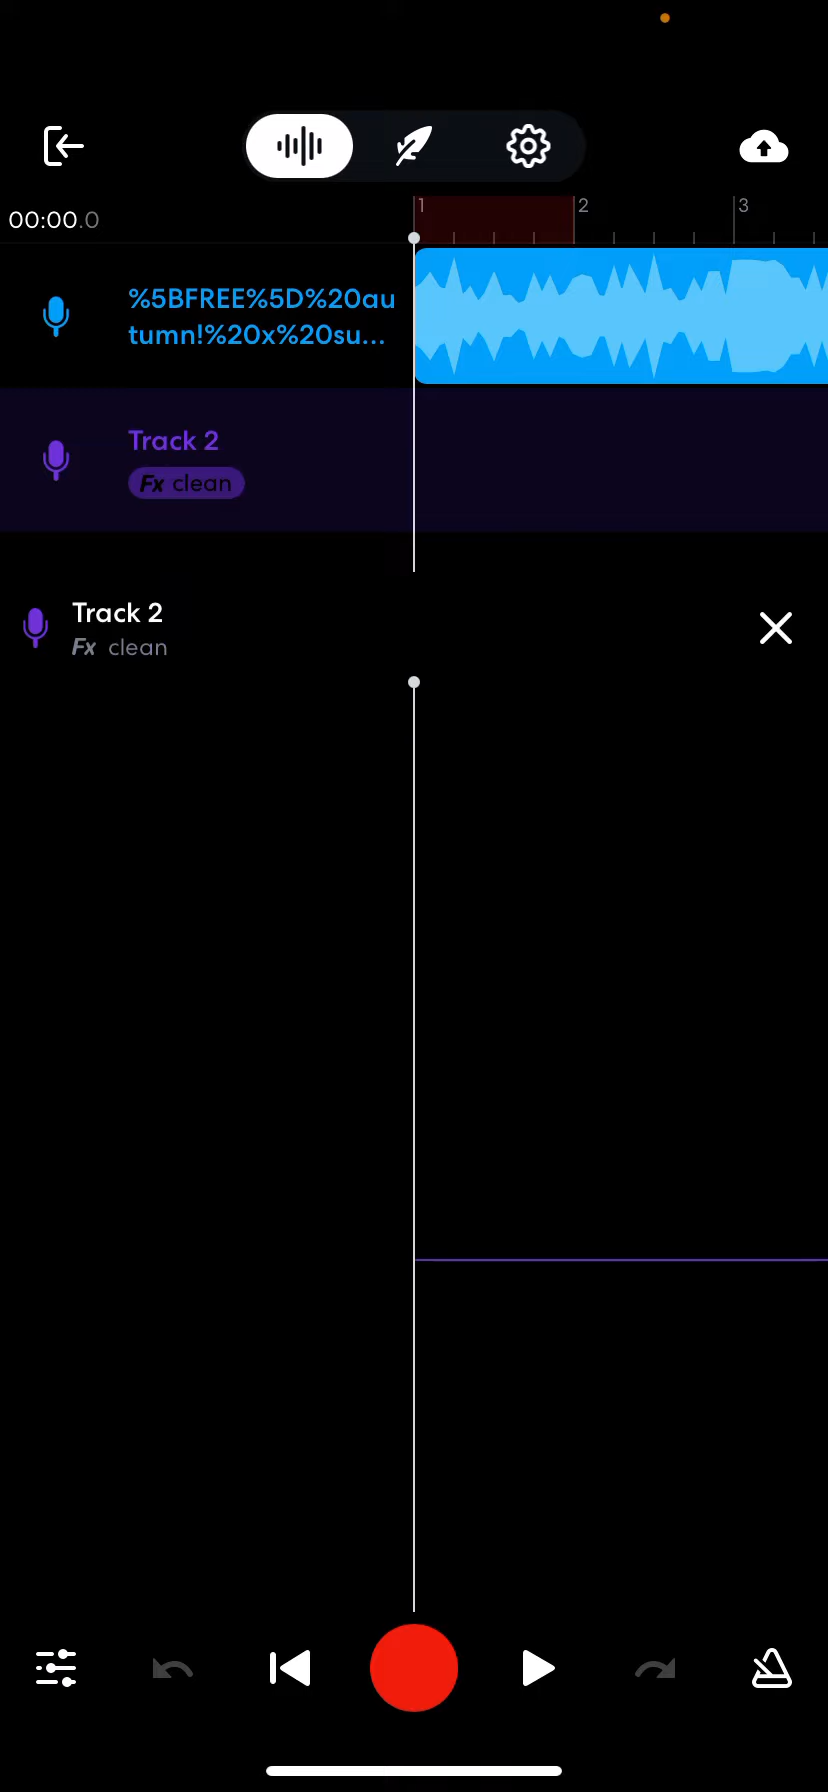 00:00.0
1
2
3
%5BFREE%5D%20au
tumn!%20x%20su...
Track 2
Fx clean
Track 2
Fx clean